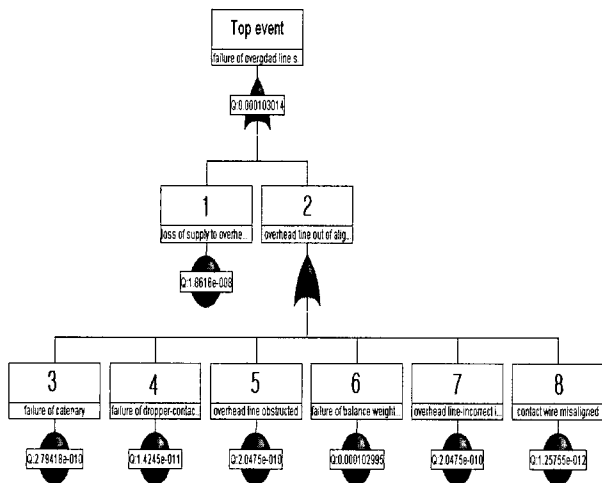 Top event
failure of overgdad line s...
Q:0.000103014
1
loss of supply to overhe...
2
overhead line out of alig...
Q:1.8618e-008
3
failure of catenary
4
failure of dropper-contac...
5
overhead line obstructed
6
failure of balance weight...
7
overhead line-incorrect i...
8
contact wire misaligned
Q:2.79418e-010
Q:1.4245e-011
Q:2.0475e-010
Q:0.000102995
Q:2.0475e-010
Q:1.25755e-012